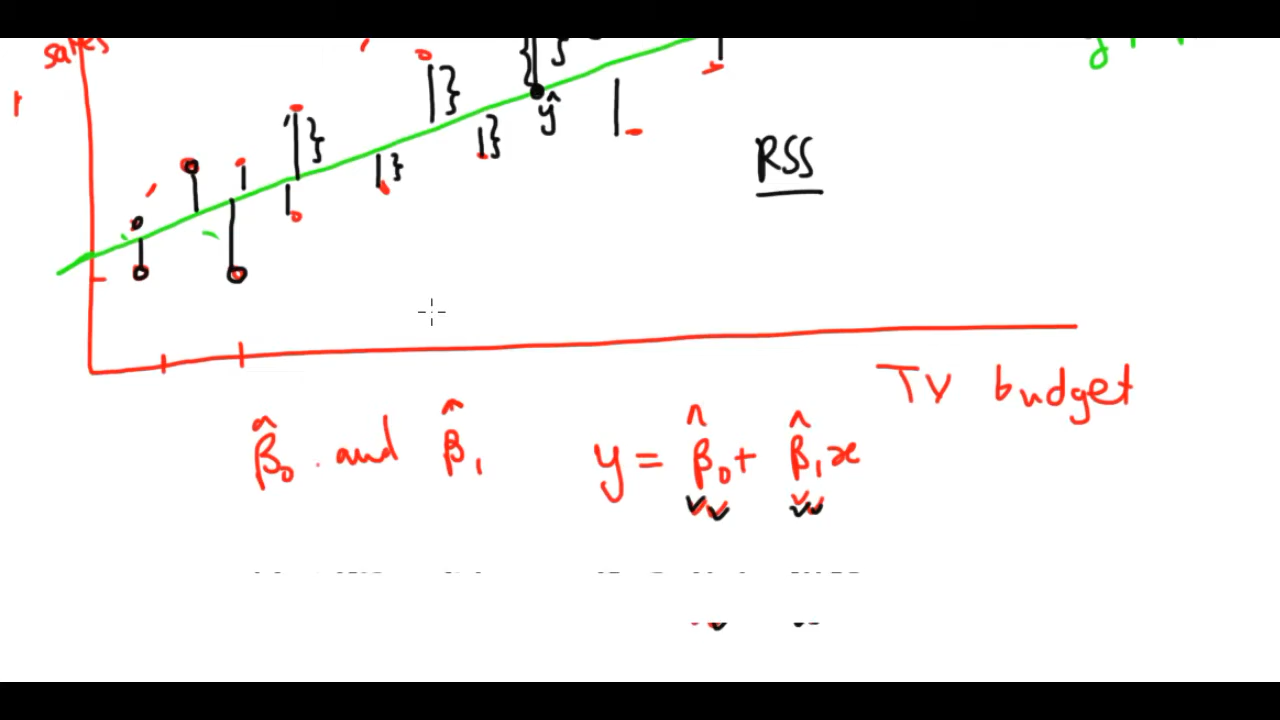 sales
ŷ
RSS
TV budget
β̂₀ . and β̂₁ y = β̂₀ + β̂₁x